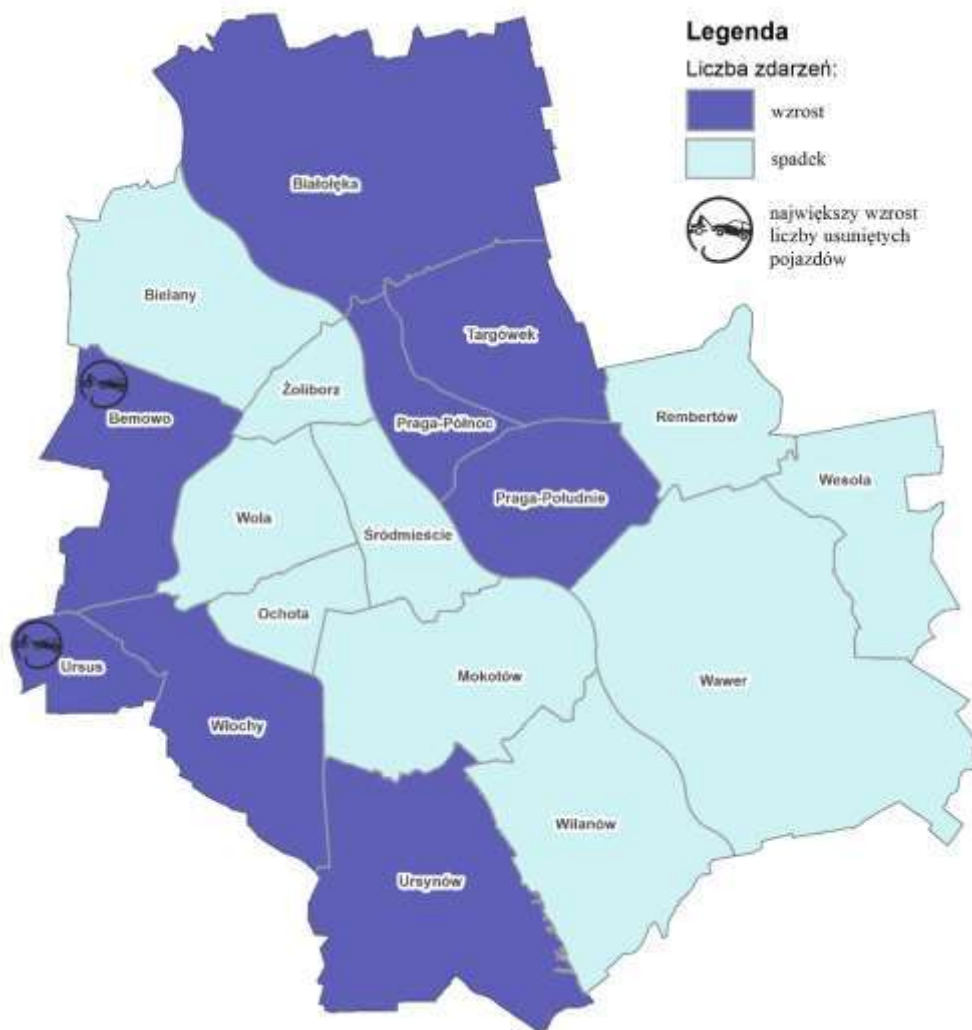 Legenda
Liczba zdarzeń:
wzrost
spadek
największy wzrost
liczby usuniętych
pojazdów
Białołęka
Bielany
Targówek
Żoliborz
Rembertów
Bemowo
Praga-Północ
Wesoła
Praga-Południe
Wola
Śródmieście
Ochota
Ursus
Mokotów
Wawer
Włochy
Wilanów
Ursynów